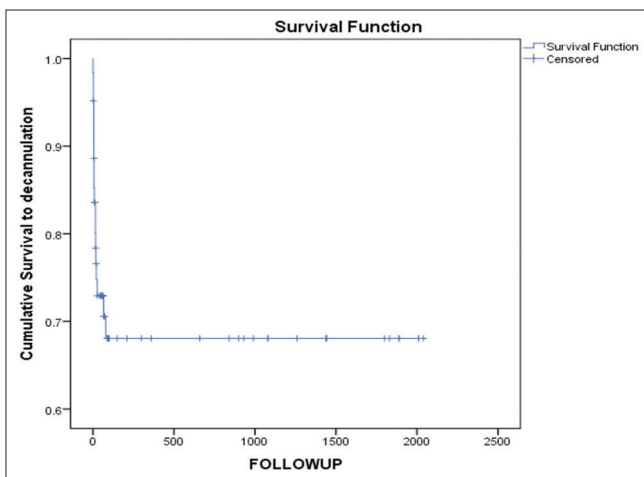 Survival Function
Survival Function
Censored
Cumulative Survival to decannulation
1.0
0.9
0.8
0.7
0.6
0
500
1000
1500
2000
2500
FOLLOWUP